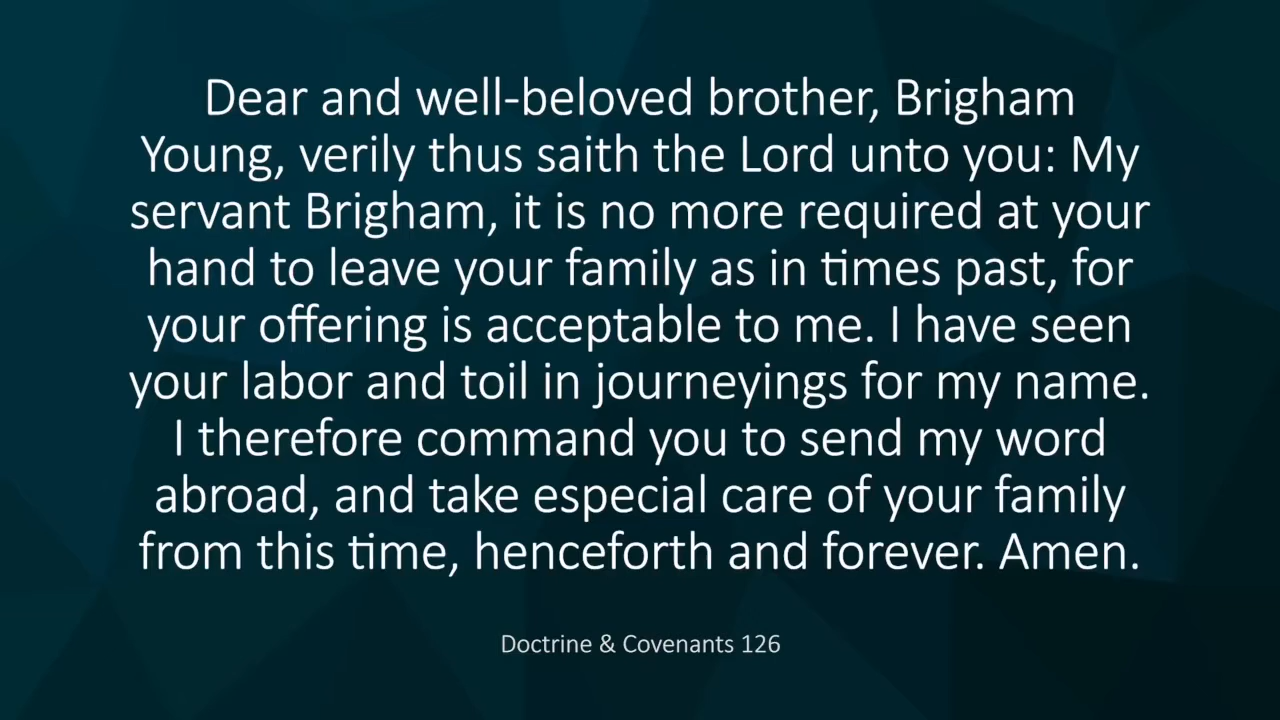 Dear and well-beloved brother, Brigham
Young, verily thus saith the Lord unto you: My
servant Brigham, it is no more required at your
hand to leave your family as in times past, for
your offering is acceptable to me. I have seen
your labor and toil in journeyings for my name.
I therefore command you to send my word
abroad, and take especial care of your family
from this time, henceforth and forever. Amen.
Doctrine & Covenants 126